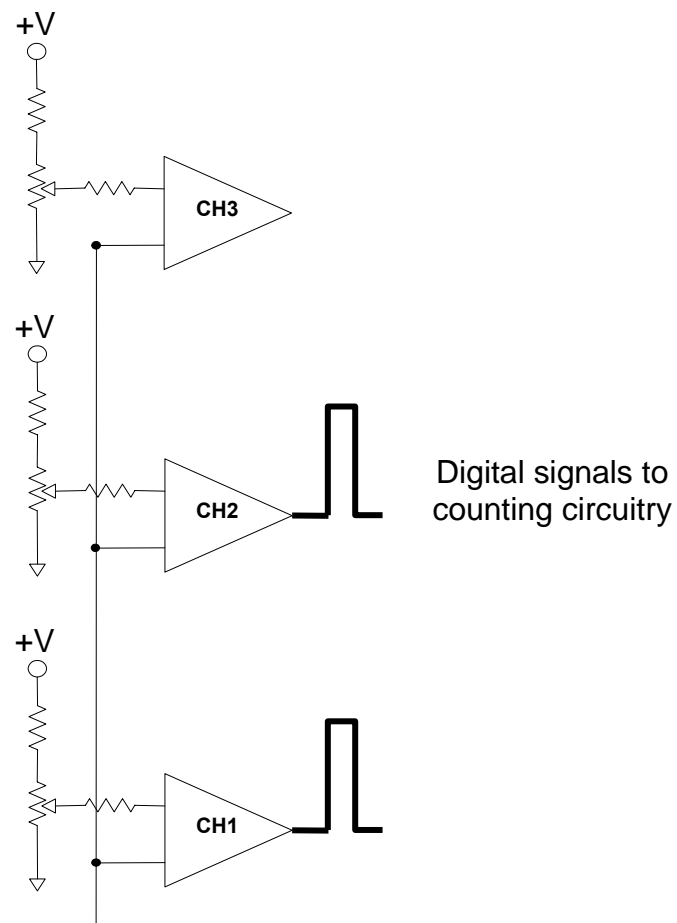 +V
CH3
+V
CH2
Digital signals to
counting circuitry
+V
CH1